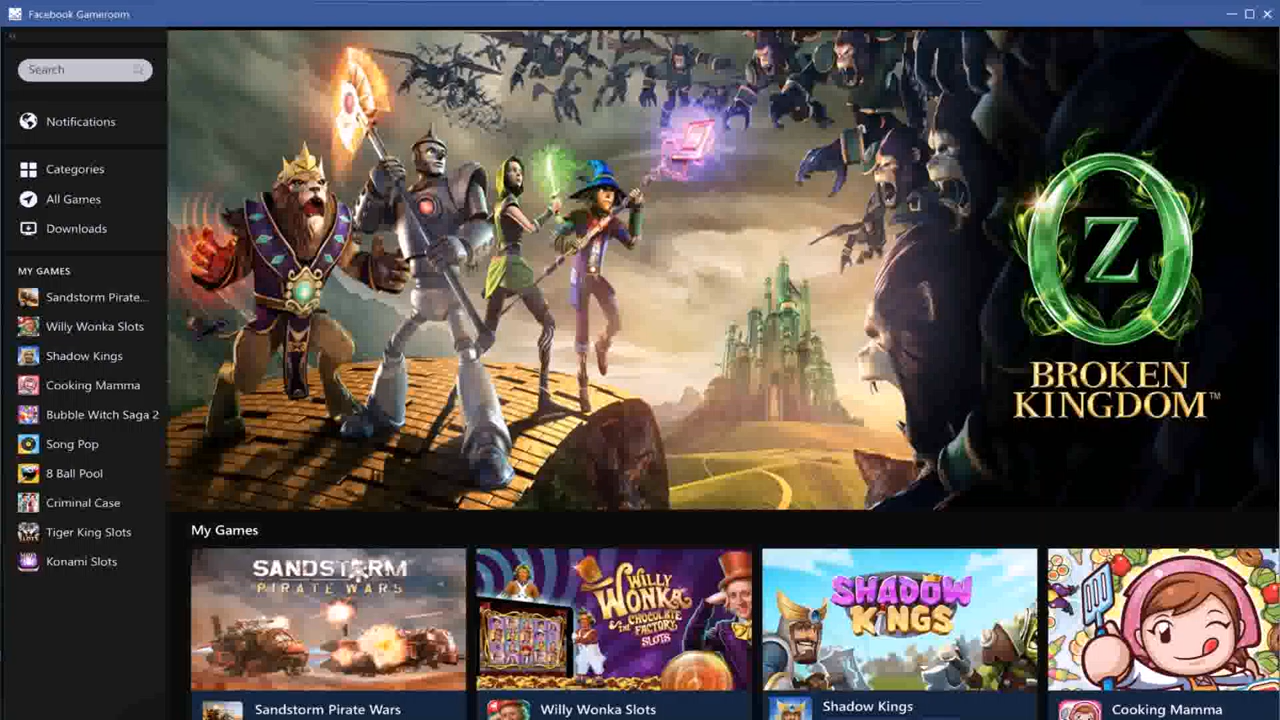 Facebook Gameroom
Search
Notifications
Categories
All Games
Downloads
MY GAMES
Sandstorm Pirate...
Willy Wonka Slots
Shadow Kings
Cooking Mamma
Bubble Witch Saga 2
Song Pop
8 Ball Pool
Criminal Case
Tiger King Slots
Konami Slots
OZ
BROKEN
KINGDOM™
My Games
SANDSTORM
PIRATE WARS
WILLY
WONKA
& THE
CHOCOLATE
FACTORY
SLOTS
SHADOW
KINGS
Sandstorm Pirate Wars
Willy Wonka Slots
Shadow Kings
Cooking Mamma